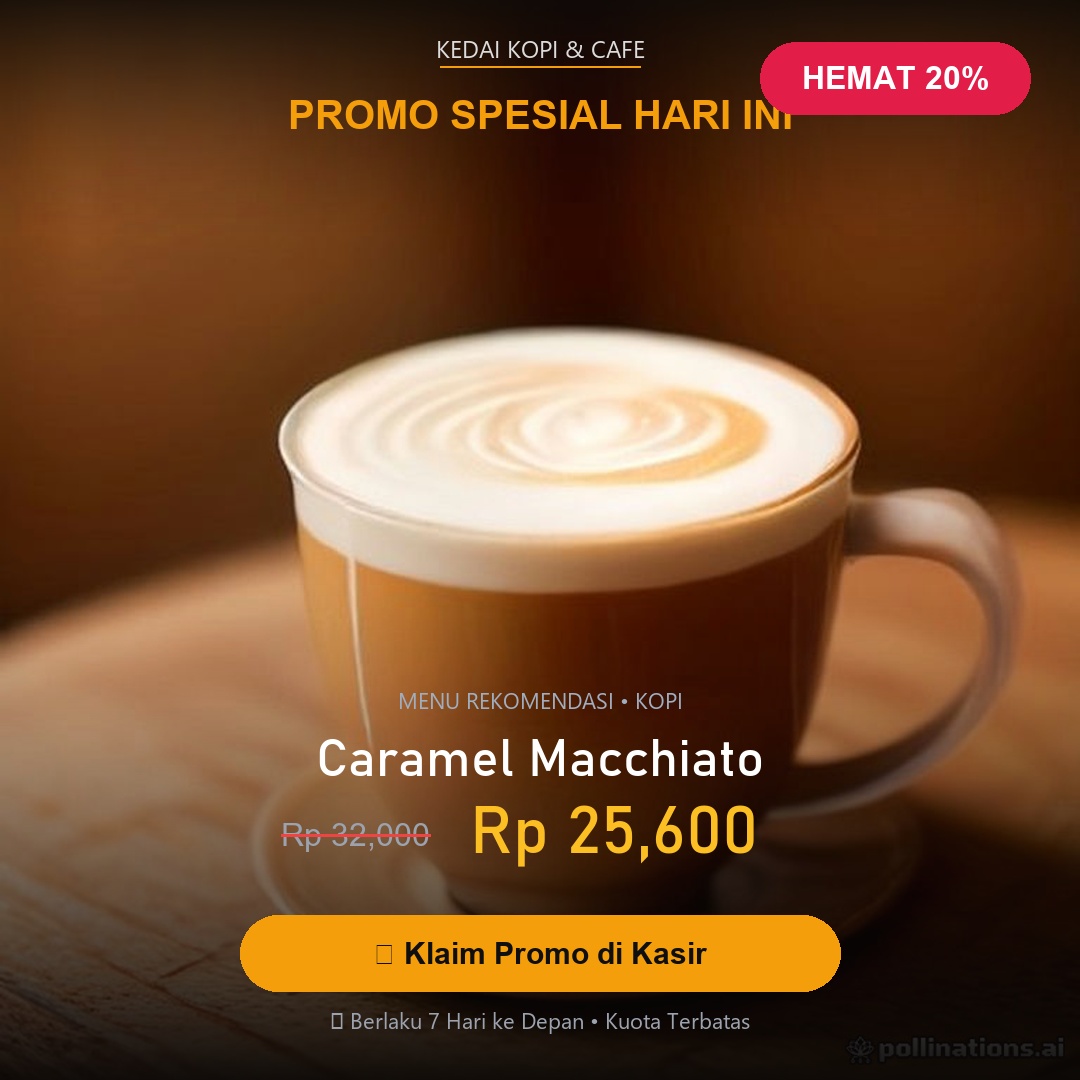 KEDAI KOPI & CAFE
HEMAT 20%
PROMO SPESIAL HARI INI
MENU REKOMENDASI • KOPI
Caramel Macchiato
Rp 32,000 Rp 25,600
Klaim Promo di Kasir
Berlaku 7 Hari ke Depan • Kuota Terbatas
pollinations.ai